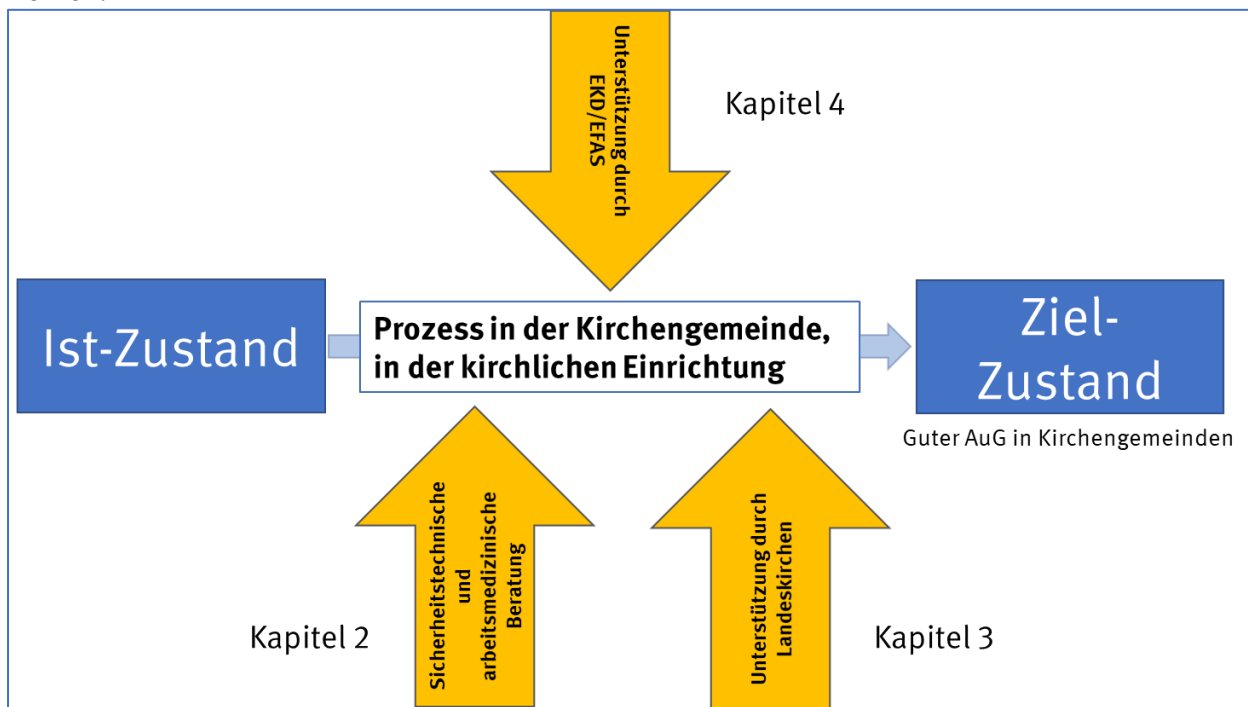 Unterstützung durch
EKD/EFAS
Kapitel 4
Ist-Zustand
Prozess in der Kirchengemeinde,
in der kirchlichen Einrichtung
Ziel-
Zustand
Guter AuG in Kirchengemeinden
Sicherheitstechnische
und
arbeitsmedizinische
Beratung
Kapitel 2
Unterstützung durch
Landeskirchen
Kapitel 3